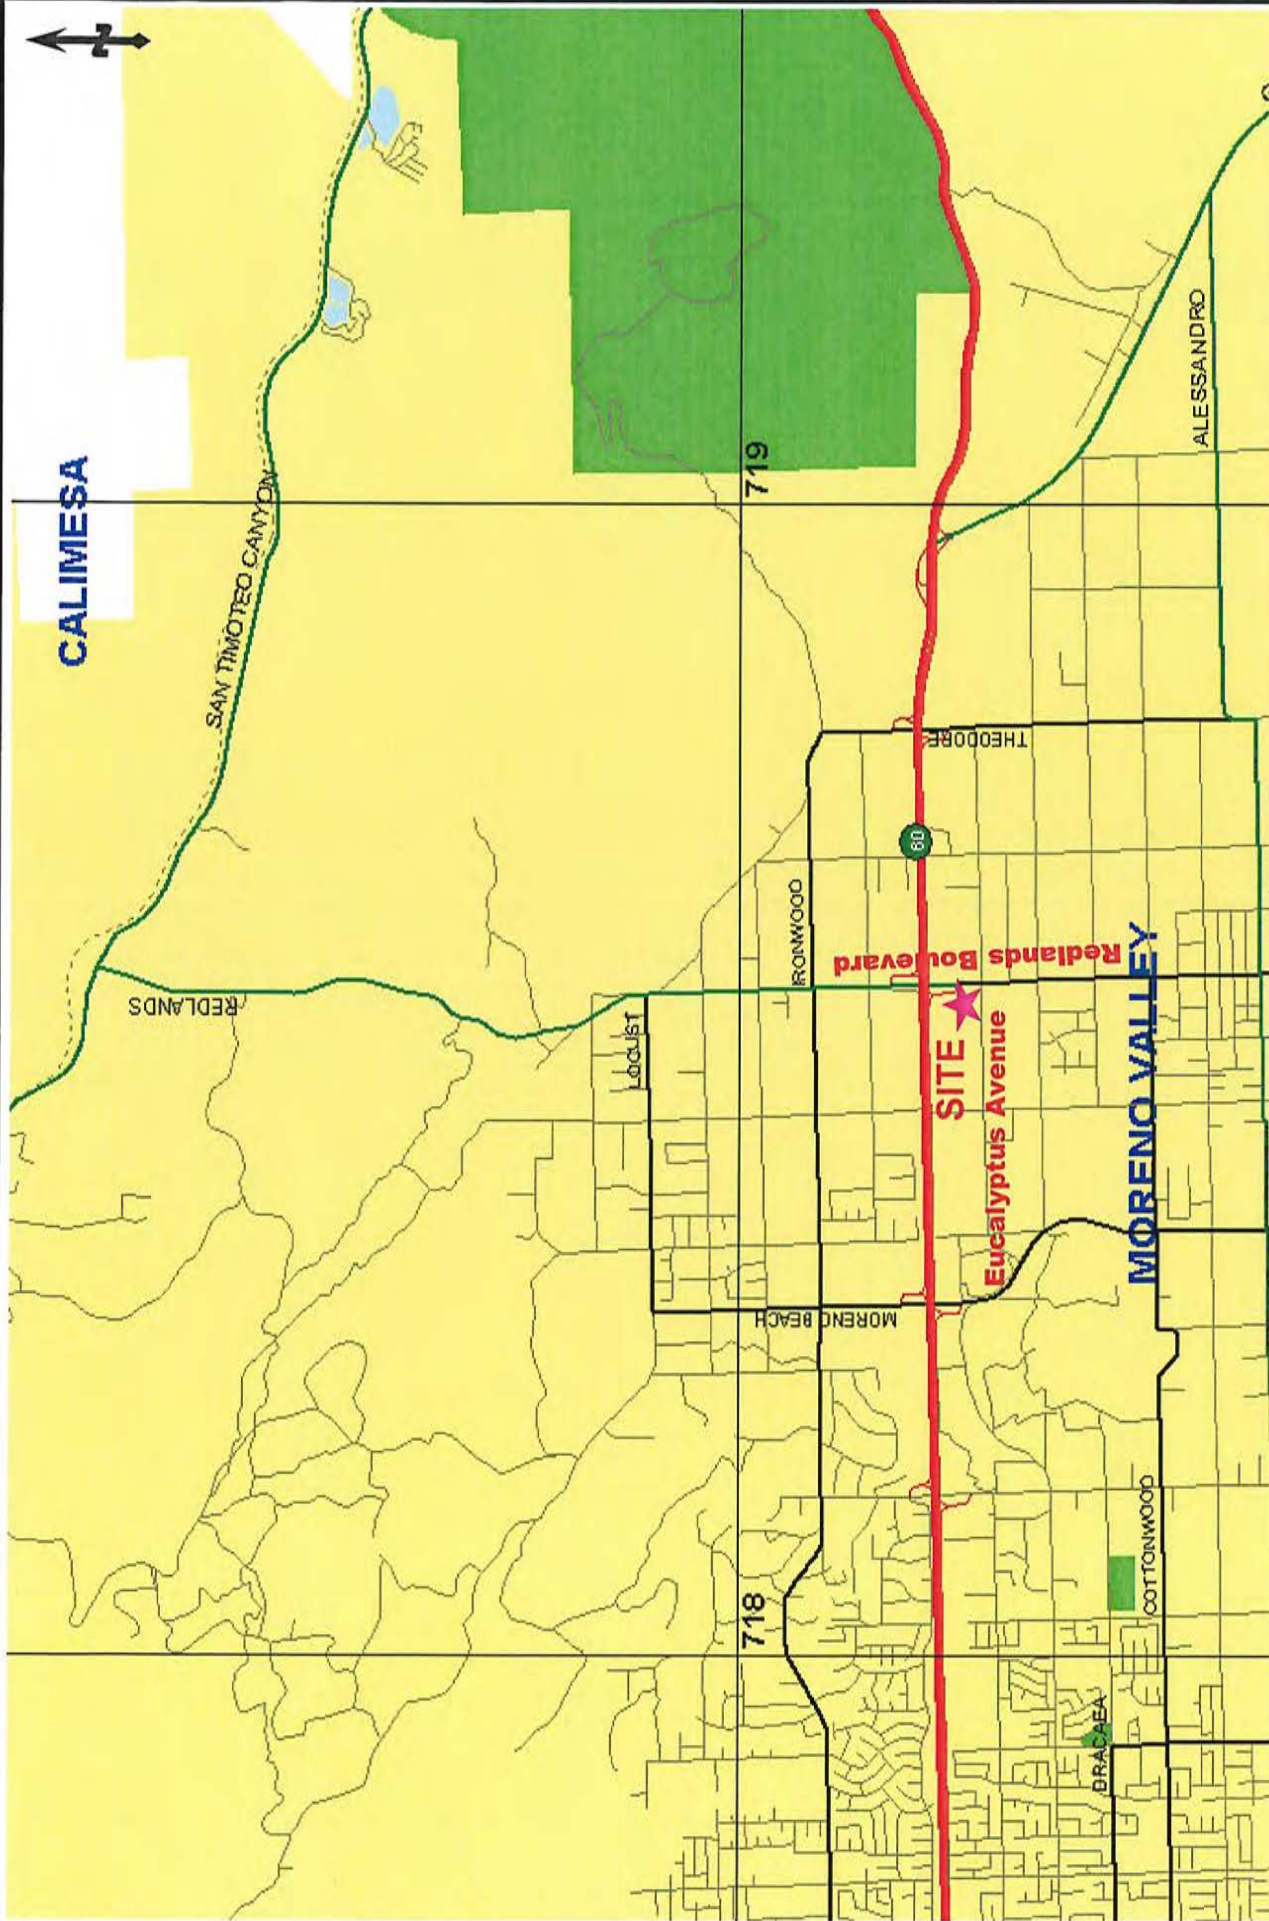 N
CALIMESA
REDLANDS
SAN TIMOTEO CANYON
LOCUST
718
719
IRONWOOD
MORENO BEACH
60
SITE
Redlands Boulevard
THEODORE
Eucalyptus Avenue
DRACAEA
COTTONWOOD
MORENO VALLEY
ALESSANDRO